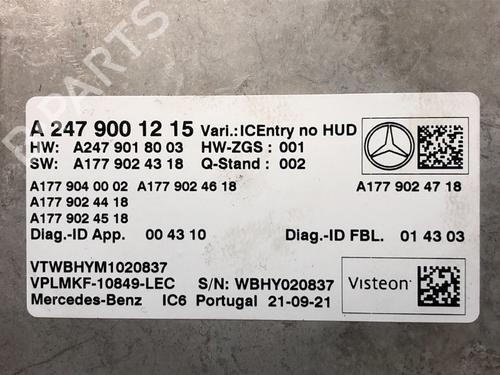 B-PARTS
A 247 900 12 15 Vari.:ICEntry no HUD
HW: A247 901 80 03 HW-ZGS : 001
SW: A177 902 43 18 Q-Stand : 002
A177 904 00 02 A177 902 46 18
A177 902 47 18
A177 902 44 18
A177 902 45 18
Diag.-ID App. 00 43 10 Diag.-ID FBL. 01 43 03
VTWBHYM1020837
VPLMKF-10849-LEC S/N: WBHY020837
Visteon
Mercedes-Benz IC6 Portugal 21-09-21